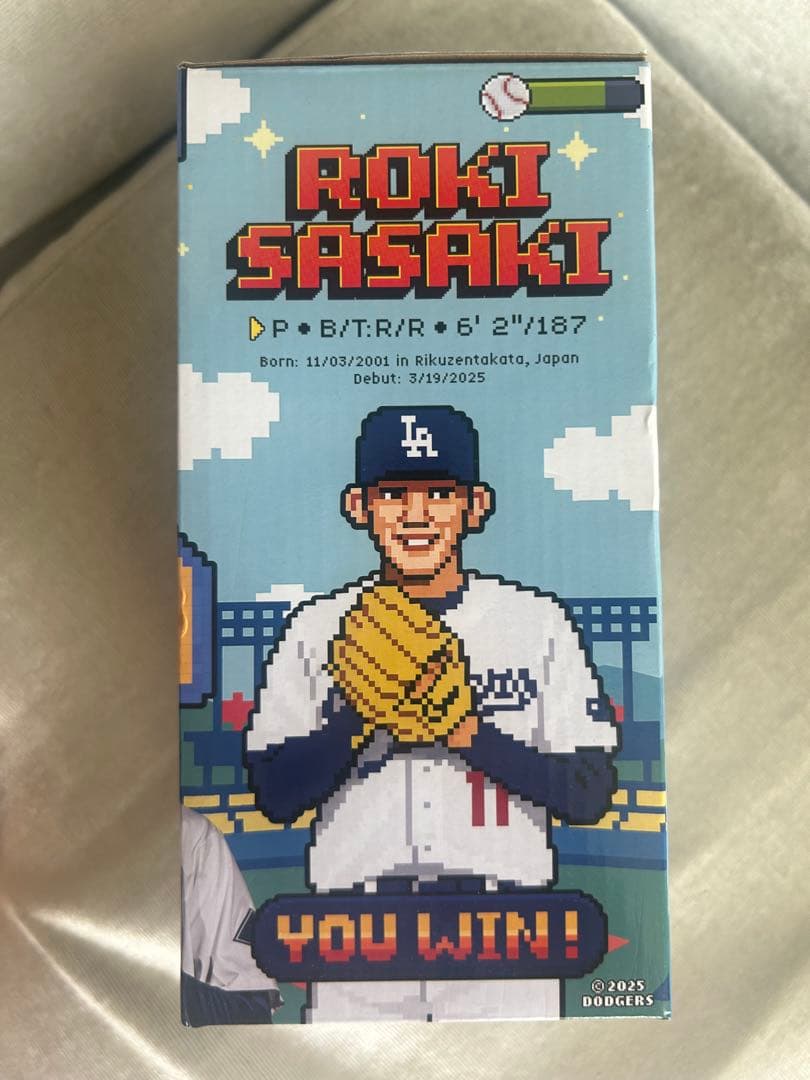 ROKI
SASAKI
P • B/T:R/R • 6' 2"/187
Born: 11/03/2001 in Rikuzentakata, Japan
Debut: 3/19/2025
LA
11
YOU WIN!
©2025
DODGERS